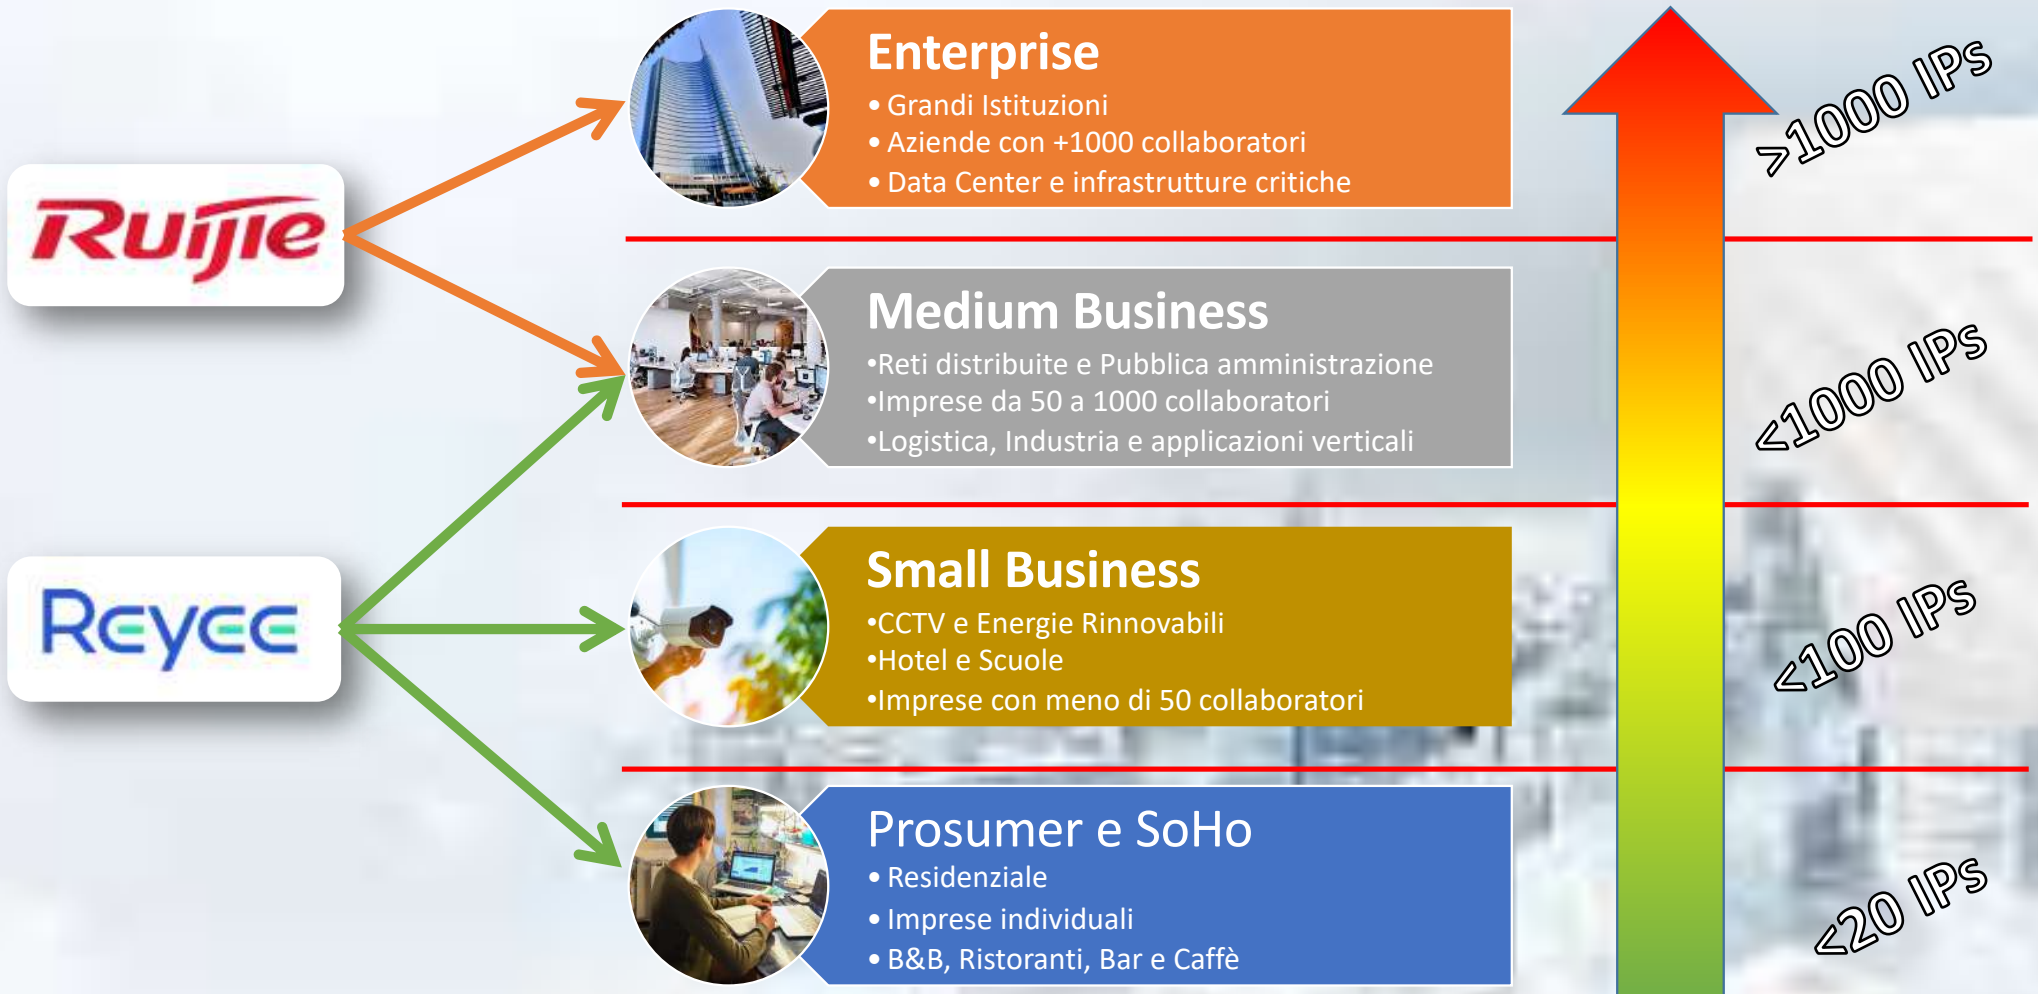 Ruijie
Reyee
Enterprise
• Grandi Istituzioni
• Aziende con +1000 collaboratori
• Data Center e infrastrutture critiche
>1000 IPs
Medium Business
•Reti distribuite e Pubblica amministrazione
•Imprese da 50 a 1000 collaboratori
•Logistica, Industria e applicazioni verticali
<1000 IPs
Small Business
•CCTV e Energie Rinnovabili
•Hotel e Scuole
•Imprese con meno di 50 collaboratori
<100 IPs
Prosumer e SoHo
• Residenziale
• Imprese individuali
• B&B, Ristoranti, Bar e Caffè
<20 IPs